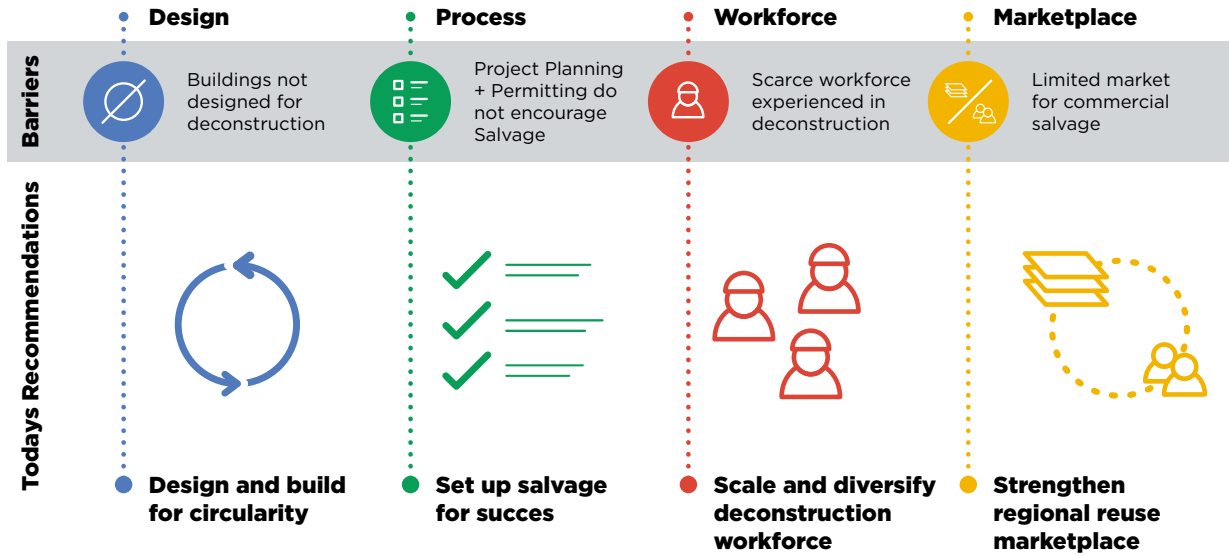 Design
Process
Workforce
Marketplace
Barriers
Buildings not
designed for
deconstruction
Project Planning
+ Permitting do
not encourage
Salvage
Scarce workforce
experienced in
deconstruction
Limited market
for commercial
salvage
Todays Recommendations
Design and build
for circularity
Set up salvage
for succes
Scale and diversify
deconstruction
workforce
Strengthen
regional reuse
marketplace